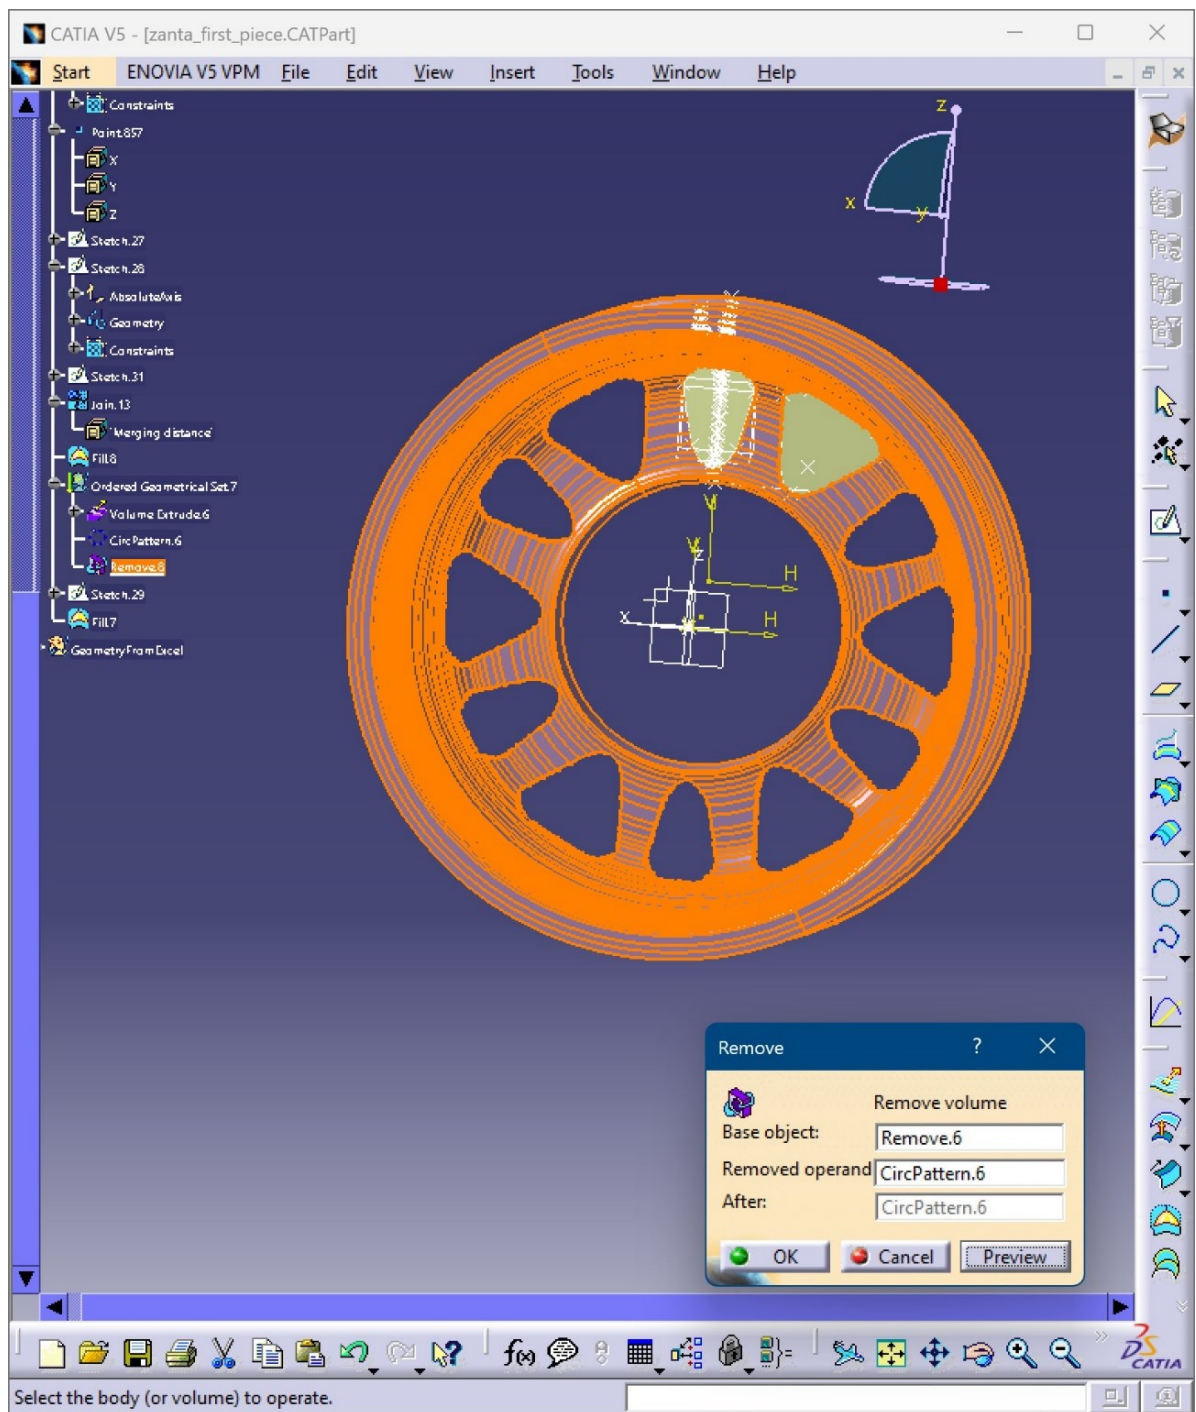 CATIA V5 - [zanta_first_piece.CATPart]
Start ENOVIA V5 VPM File Edit View Insert Tools Window Help
Constraints
Point.857
X
Y
Z
Sketch.27
Sketch.28
AbsoluteAxis
Geometry
Constraints
Sketch.31
Join.13
'Merging distance'
Fill.8
Ordered Geometrical Set.7
Volume Extrude.6
CircPattern.6
Remove.8
Sketch.29
Fill.7
GeometryFromExcel
z
x
y
V
H
V
z
x
H
Remove ? X
Remove volume
Base object: Remove.6
Removed operand CircPattern.6
After: CircPattern.6
OK Cancel Preview
f(x)
CATIA
Select the body (or volume) to operate.